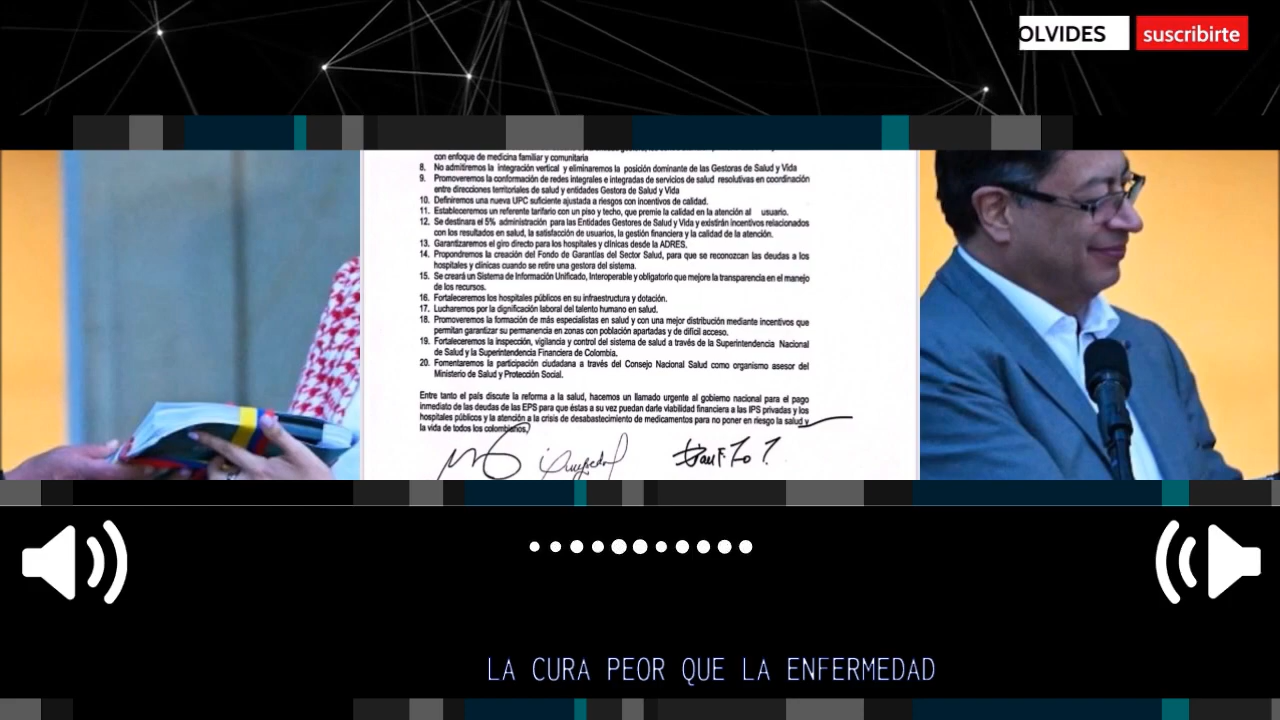 OLVIDES
suscribirte
con enfoque de medicina familiar y comunitaria
8. No admitiremos la integración vertical y eliminaremos la posición dominante de las Gestoras de Salud y Vida
9. Promoveremos la conformación de redes integrales e integradas de servicios de salud resolutivas en coordinación
entre direcciones territoriales de salud y entidades Gestora de Salud y Vida
10. Definiremos una nueva UPC suficiente ajustada a riesgos con incentivos de calidad.
11. Estableceremos un referente tarifario con un piso y techo, que premie la calidad en la atención al usuario.
12. Se destinara el 5% administración para las Entidades Gestores de Salud y Vida y existirán incentivos relacionados
con los resultados en salud, la satisfacción de usuarios, la gestión financiera y la calidad de la atención.
13. Garantizaremos el giro directo para los hospitales y clínicas desde la ADRES.
14. Propondremos la creación del Fondo de Garantías del Sector Salud, para que se reconozcan las deudas a los
hospitales y clínicas cuando se retire una gestora del sistema.
15. Se creará un Sistema de Información Unificado, Interoperable y obligatorio que mejore la transparencia en el manejo
de los recursos.
16. Fortaleceremos los hospitales públicos en su infraestructura y dotación.
17. Lucharemos por la dignificación laboral del talento humano en salud.
18. Promoveremos la formación de más especialistas en salud y con una mejor distribución mediante incentivos que
permitan garantizar su permanencia en zonas con población apartadas y de difícil acceso.
19. Fortaleceremos la inspección, vigilancia y control del sistema de salud a través de la Superintendencia Nacional
de Salud y la Superintendencia Financiera de Colombia.
20. Fomentaremos la participación ciudadana a través del Consejo Nacional Salud como organismo asesor del
Ministerio de Salud y Protección Social.
Entre tanto el país discute la reforma a la salud, hacemos un llamado urgente al gobierno nacional para el pago
inmediato de las deudas de las EPS para que éstas a su vez puedan darle viabilidad financiera a las IPS privadas y los
hospitales públicos y la atención a la crisis de desabastecimiento de medicamentos para no poner en riesgo la salud y
la vida de todos los colombianos,
LA CURA PEOR QUE LA ENFERMEDAD